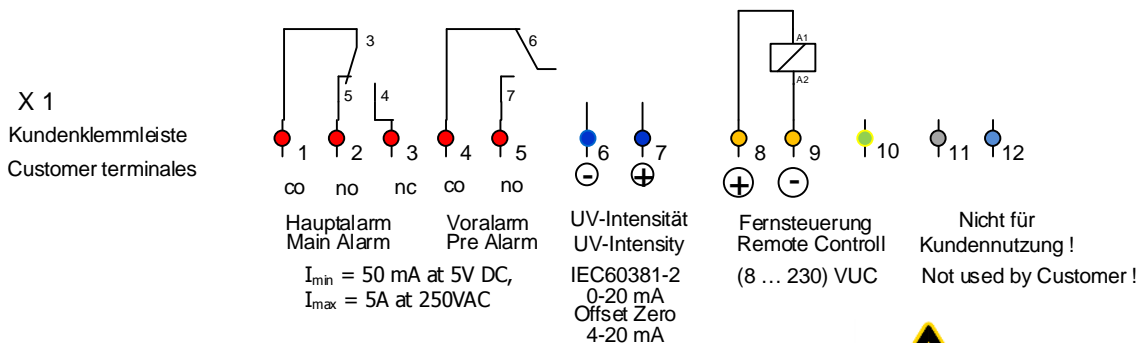 X 1
Kundenklemmleiste
Customer terminales
3
5
4
6
7
A1
A2
1
2
3
4
5
6
7
8
9
10
11
12
co
no
nc
co
no
-
+
+
-
Hauptalarm
Main Alarm
I_min = 50 mA at 5V DC,
I_max = 5A at 250VAC
Voralarm
Pre Alarm
UV-Intensität
UV-Intensity
IEC60381-2
0-20 mA
Offset Zero
4-20 mA
Fernsteuerung
Remote Controll
(8 … 230) VUC
Nicht für
Kundennutzung !
Not used by Customer !